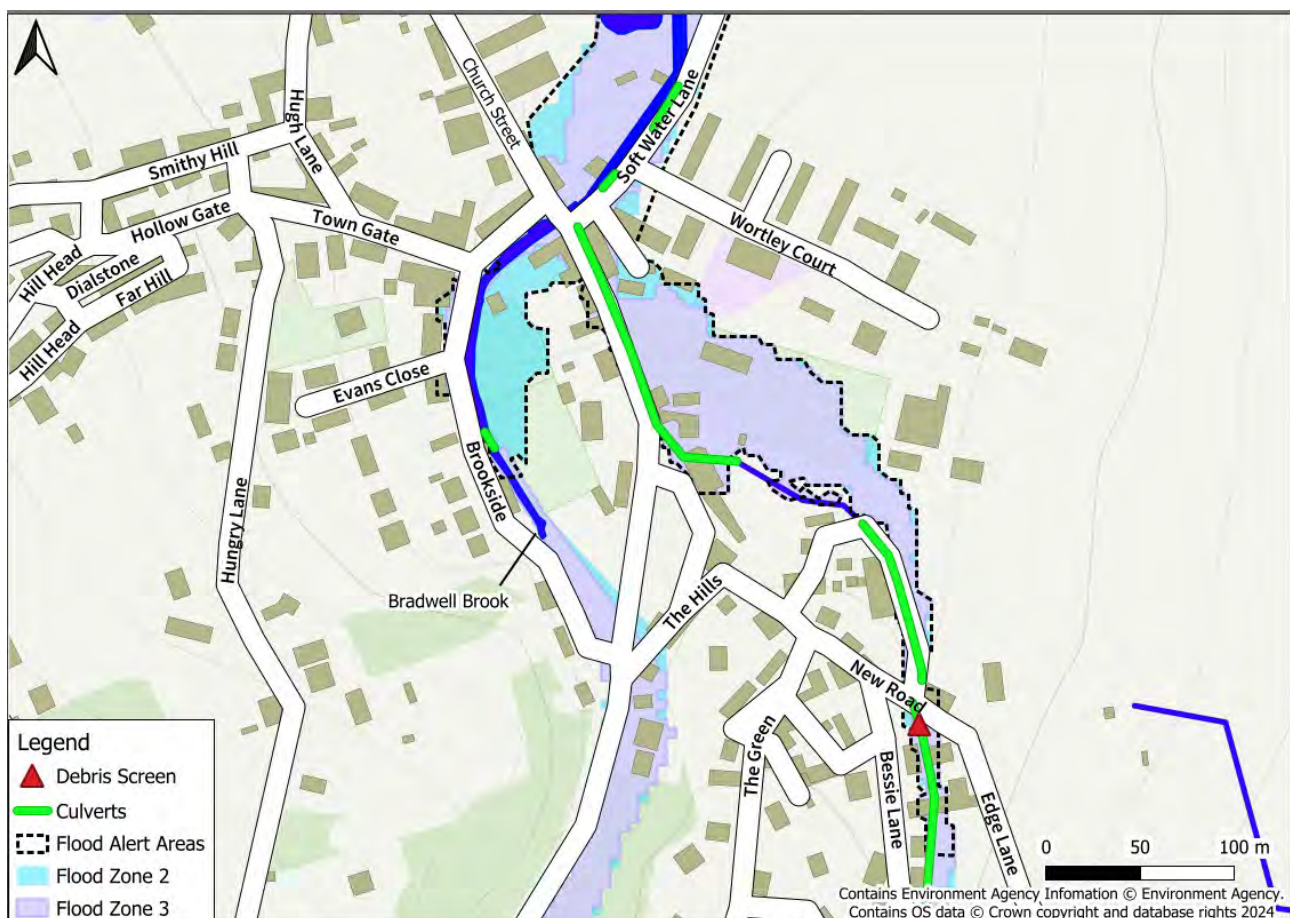 Church Street
Hugh Lane
Soft Water Lane
Smithy Hill
Hollow Gate
Town Gate
Wortley Court
Hill Head
Dialstone
Far Hill
Hill Head
Evans Close
Brookside
Hungry Lane
Bradwell Brook
The Hills
New Road
The Green
Bessie Lane
Edge Lane
Legend
Debris Screen
Culverts
Flood Alert Areas
Flood Zone 2
Flood Zone 3
0 50 100 m
Contains Environment Agency Infomation © Environment Agency.
Contains OS data © Crown copyright and database rights 2024